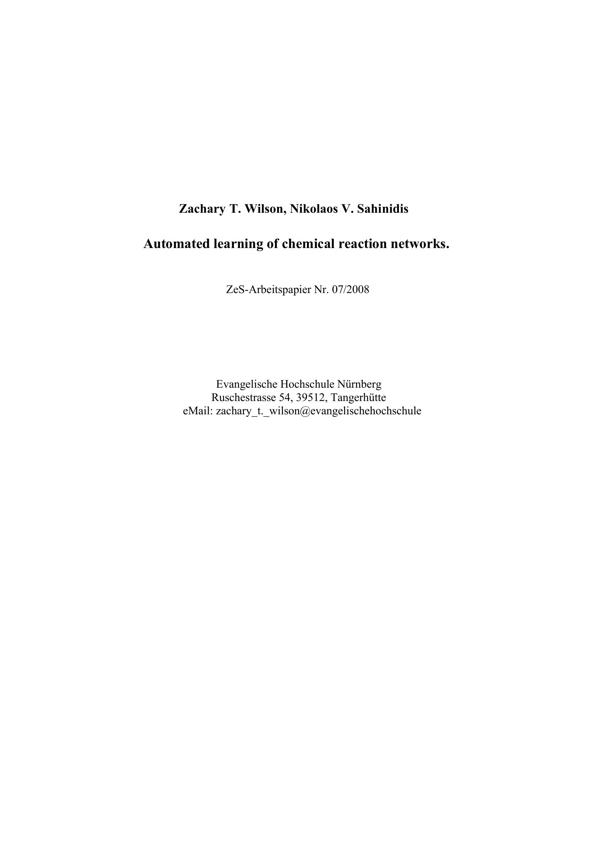 Zachary T. Wilson, Nikolaos V. Sahinidis
Automated learning of chemical reaction networks.
ZeS-Arbeitspapier Nr. 07/2008
Evangelische Hochschule Nürnberg
Ruschestrasse 54, 39512, Tangerhütte
eMail: zachary_t._wilson@evangelischehochschule